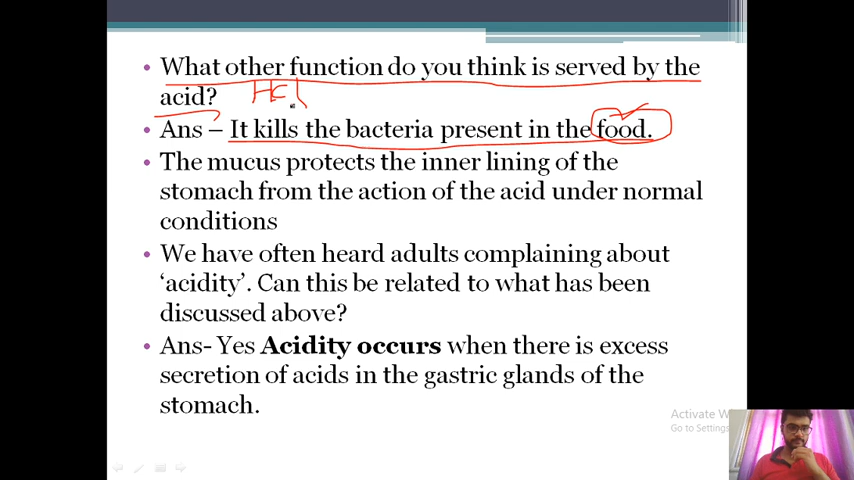 What other function do you think is served by the
acid? HCl
Ans – It kills the bacteria present in the food.
The mucus protects the inner lining of the
stomach from the action of the acid under normal
conditions
We have often heard adults complaining about
‘acidity’. Can this be related to what has been
discussed above?
Ans- Yes Acidity occurs when there is excess
secretion of acids in the gastric glands of the
stomach.
Activate W
Go to Settings